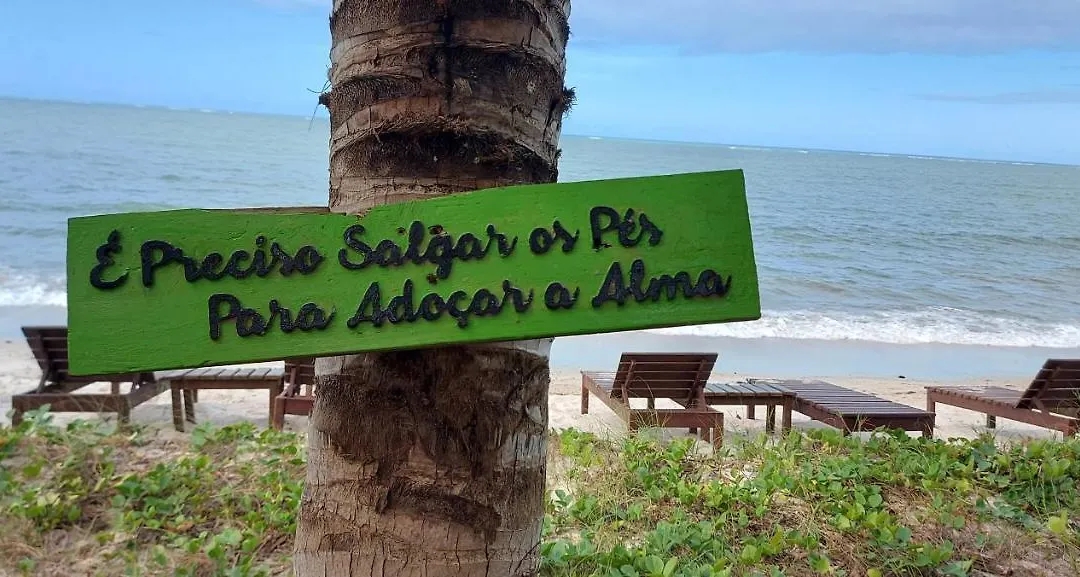 É Preciso Salgar os Pés
Para Adoçar a Alma